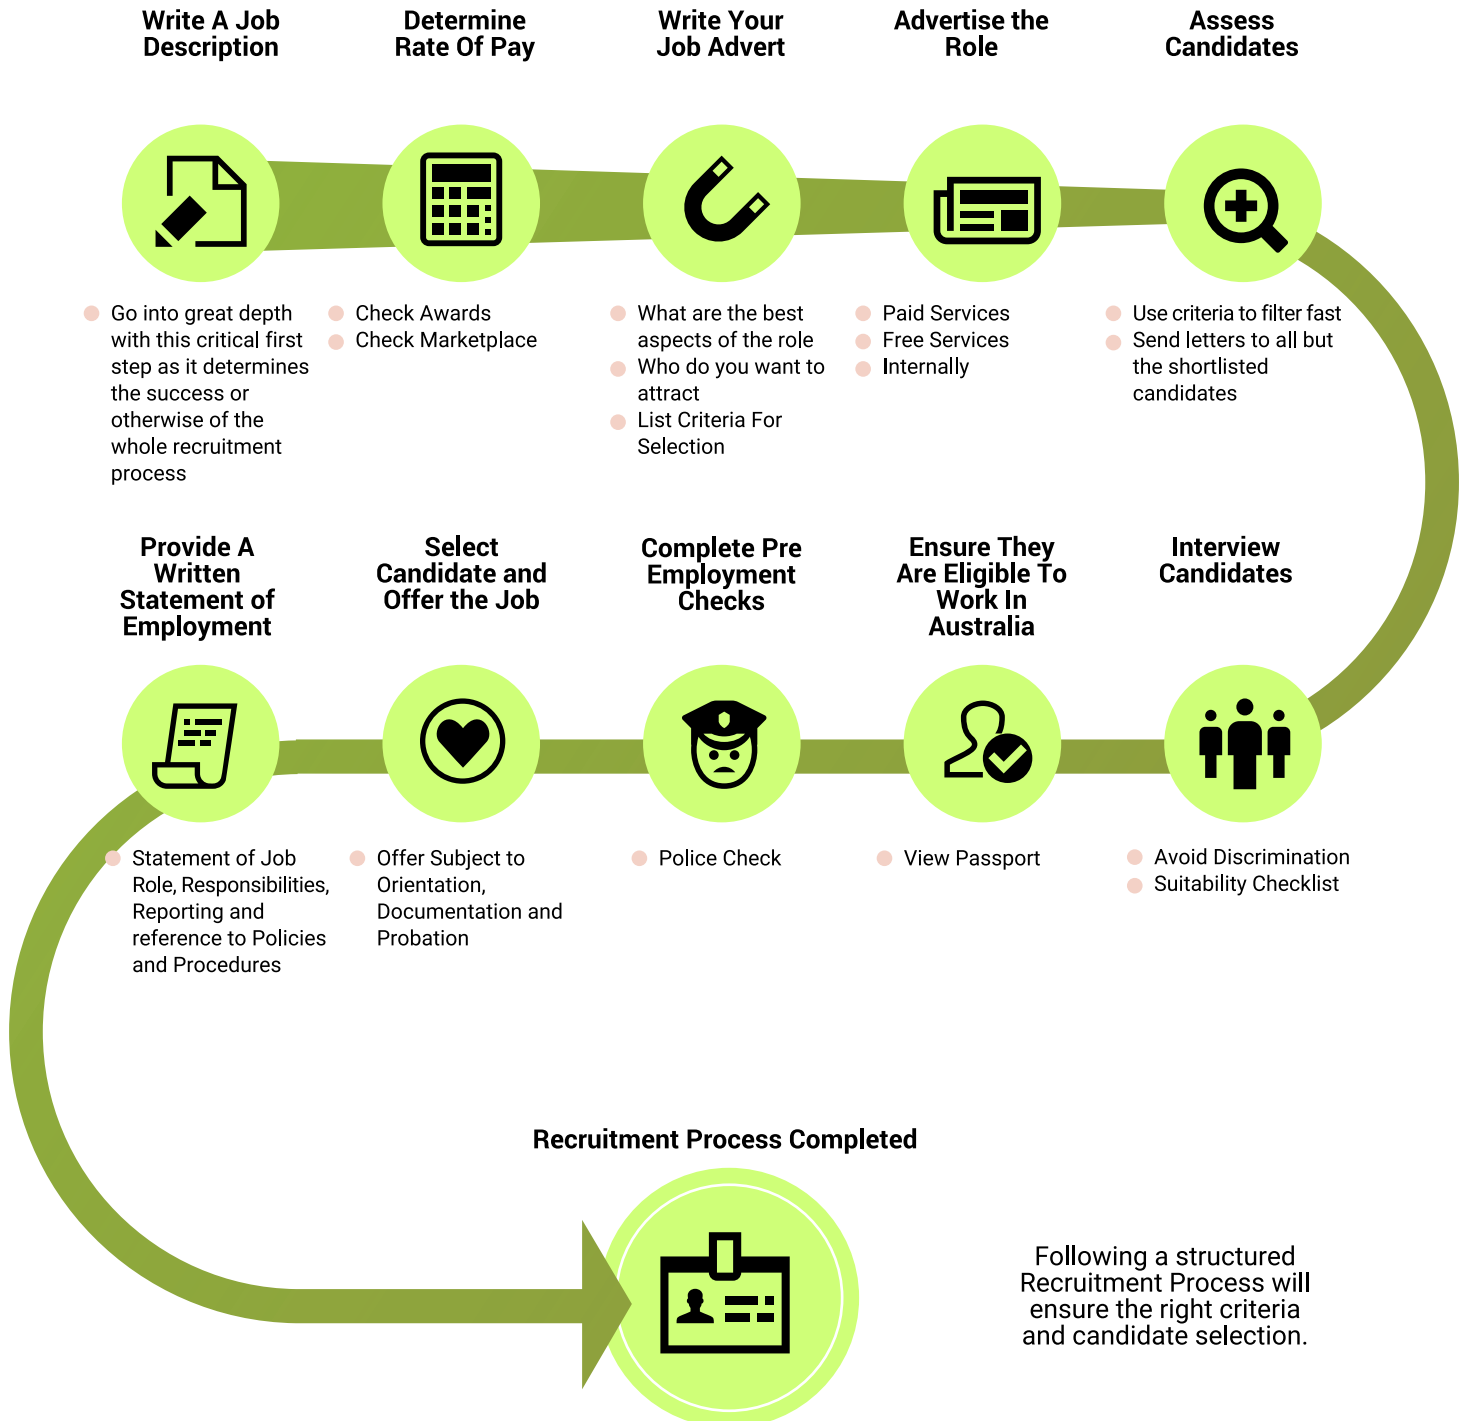 Write A Job
Description
Determine
Rate Of Pay
Write Your
Job Advert
Advertise the
Role
Assess
Candidates
Go into great depth
with this critical first
step as it determines
the success or
otherwise of the
whole recruitment
process
Check Awards
Check Marketplace
What are the best
aspects of the role
Who do you want to
attract
List Criteria For
Selection
Paid Services
Free Services
Internally
Use criteria to filter fast
Send letters to all but
the shortlisted
candidates
Provide A
Written
Statement of
Employment
Select
Candidate and
Offer the Job
Complete Pre
Employment
Checks
Ensure They
Are Eligible To
Work In
Australia
Interview
Candidates
Statement of Job
Role, Responsibilities,
Reporting and
reference to Policies
and Procedures
Offer Subject to
Orientation,
Documentation and
Probation
Police Check
View Passport
Avoid Discrimination
Suitability Checklist
Recruitment Process Completed
Following a structured
Recruitment Process will
ensure the right criteria
and candidate selection.